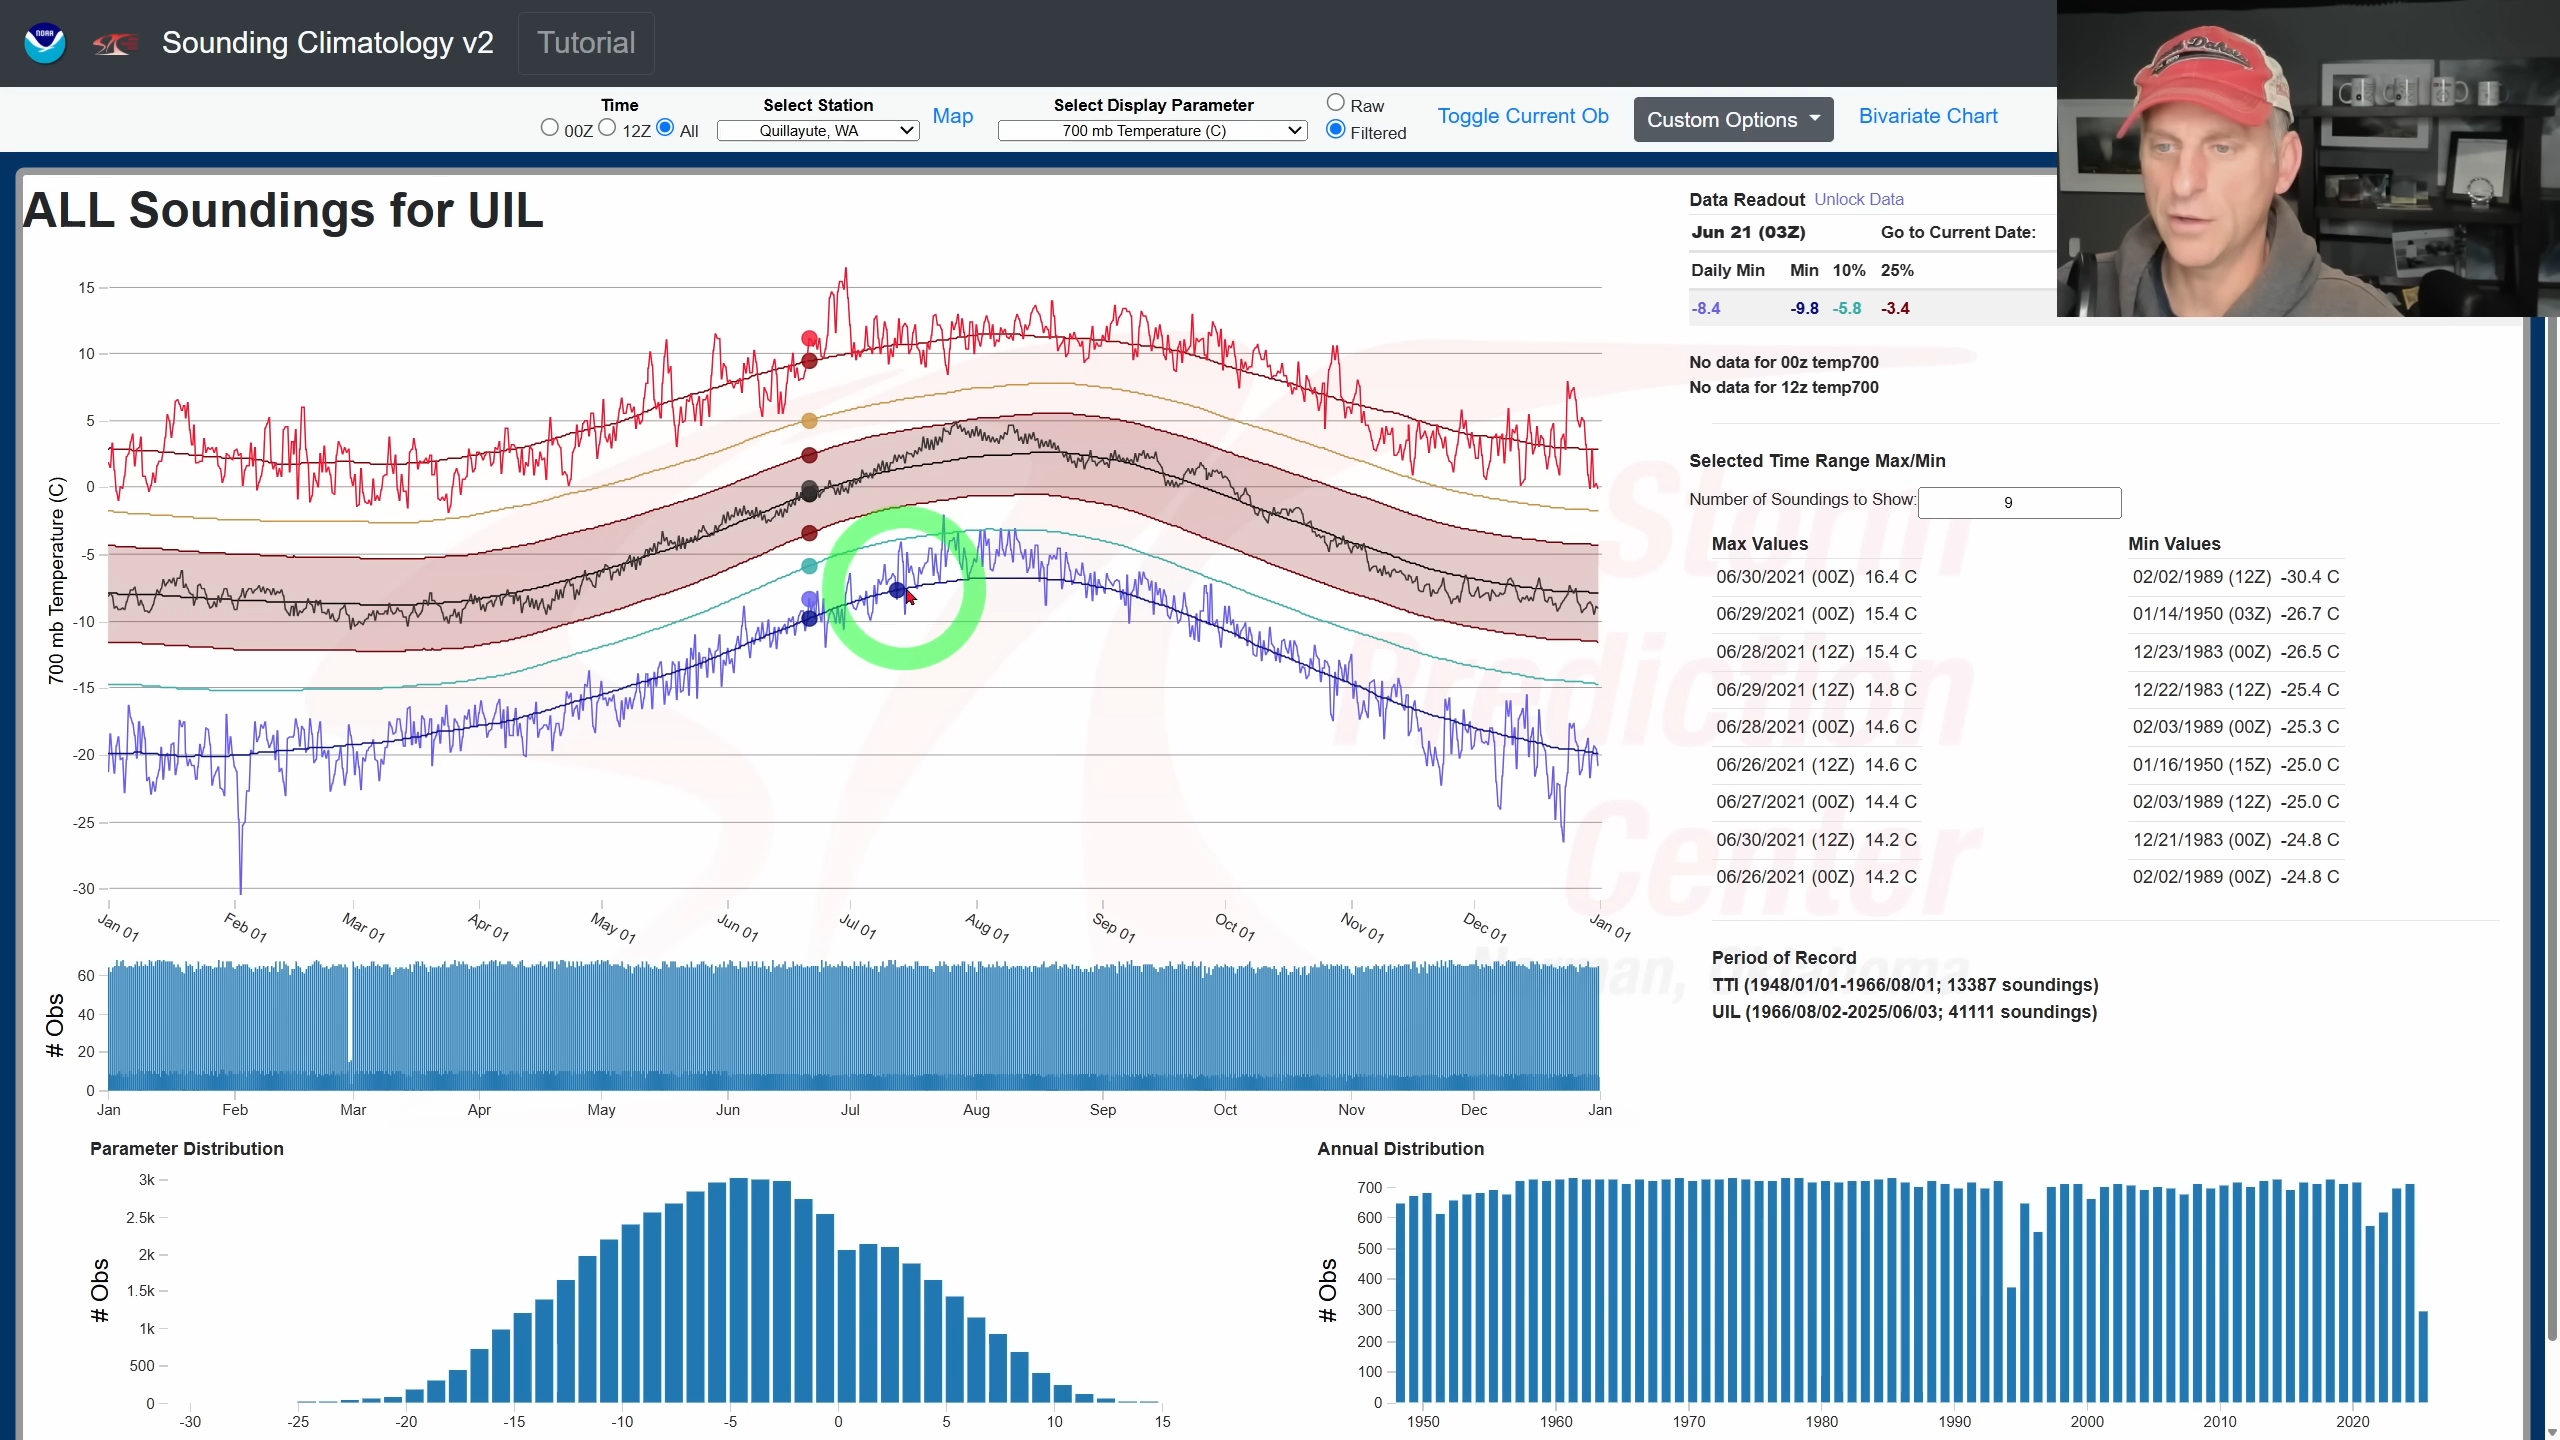 NOAA
Sounding Climatology v2
Tutorial
Time
00Z 12Z All
Select Station
Quillayute, WA
Map
Select Display Parameter
700 mb Temperature (C)
Raw
Filtered
Toggle Current Ob
Custom Options
Bivariate Chart
ALL Soundings for UIL
Data Readout Unlock Data
Jun 21 (03Z) Go to Current Date:
Daily Min Min 10% 25%
-8.4 -9.8 -5.8 -3.4
No data for 00z temp700
No data for 12z temp700
Selected Time Range Max/Min
Number of Soundings to Show: 9
Max Values
06/30/2021 (00Z) 16.4 C
06/29/2021 (00Z) 15.4 C
06/28/2021 (12Z) 15.4 C
06/29/2021 (12Z) 14.8 C
06/28/2021 (00Z) 14.6 C
06/26/2021 (12Z) 14.6 C
06/27/2021 (00Z) 14.4 C
06/30/2021 (12Z) 14.2 C
06/26/2021 (00Z) 14.2 C
Min Values
02/02/1989 (12Z) -30.4 C
01/14/1950 (03Z) -26.7 C
12/23/1983 (00Z) -26.5 C
12/22/1983 (12Z) -25.4 C
02/03/1989 (00Z) -25.3 C
01/16/1950 (15Z) -25.0 C
02/03/1989 (12Z) -25.0 C
12/21/1983 (00Z) -24.8 C
02/02/1989 (00Z) -24.8 C
Period of Record
TTI (1948/01/01-1966/08/01; 13387 soundings)
UIL (1966/08/02-2025/06/03; 41111 soundings)
Storm
Prediction
Center
Norman, Oklahoma
700 mb Temperature (C)
15
10
5
0
-5
-10
-15
-20
-25
-30
Jan 01 Feb 01 Mar 01 Apr 01 May 01 Jun 01 Jul 01 Aug 01 Sep 01 Oct 01 Nov 01 Dec 01 Jan 01
# Obs
60
40
20
0
Jan Feb Mar Apr May Jun Jul Aug Sep Oct Nov Dec Jan
Parameter Distribution
# Obs
3k
2.5k
2k
1.5k
1k
500
0
-30 -25 -20 -15 -10 -5 0 5 10 15
Annual Distribution
# Obs
700
600
500
400
300
200
100
0
1950 1960 1970 1980 1990 2000 2010 2020